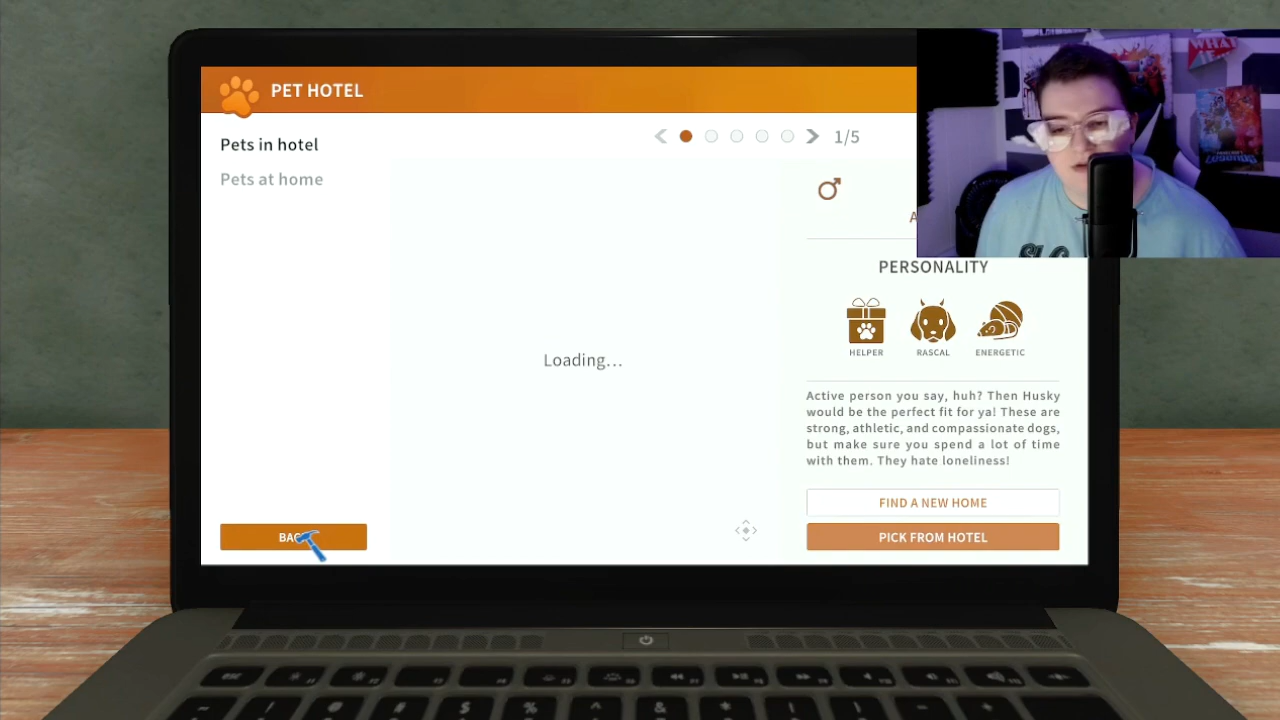 PET HOTEL
WHAT
Pets in hotel
1/5
Pets at home
PERSONALITY
Loading...
HELPER
RASCAL
ENERGETIC
Active person you say, huh? Then Husky
would be the perfect fit for ya! These are
strong, athletic, and compassionate dogs,
but make sure you spend a lot of time
with them. They hate loneliness!
FIND A NEW HOME
PICK FROM HOTEL